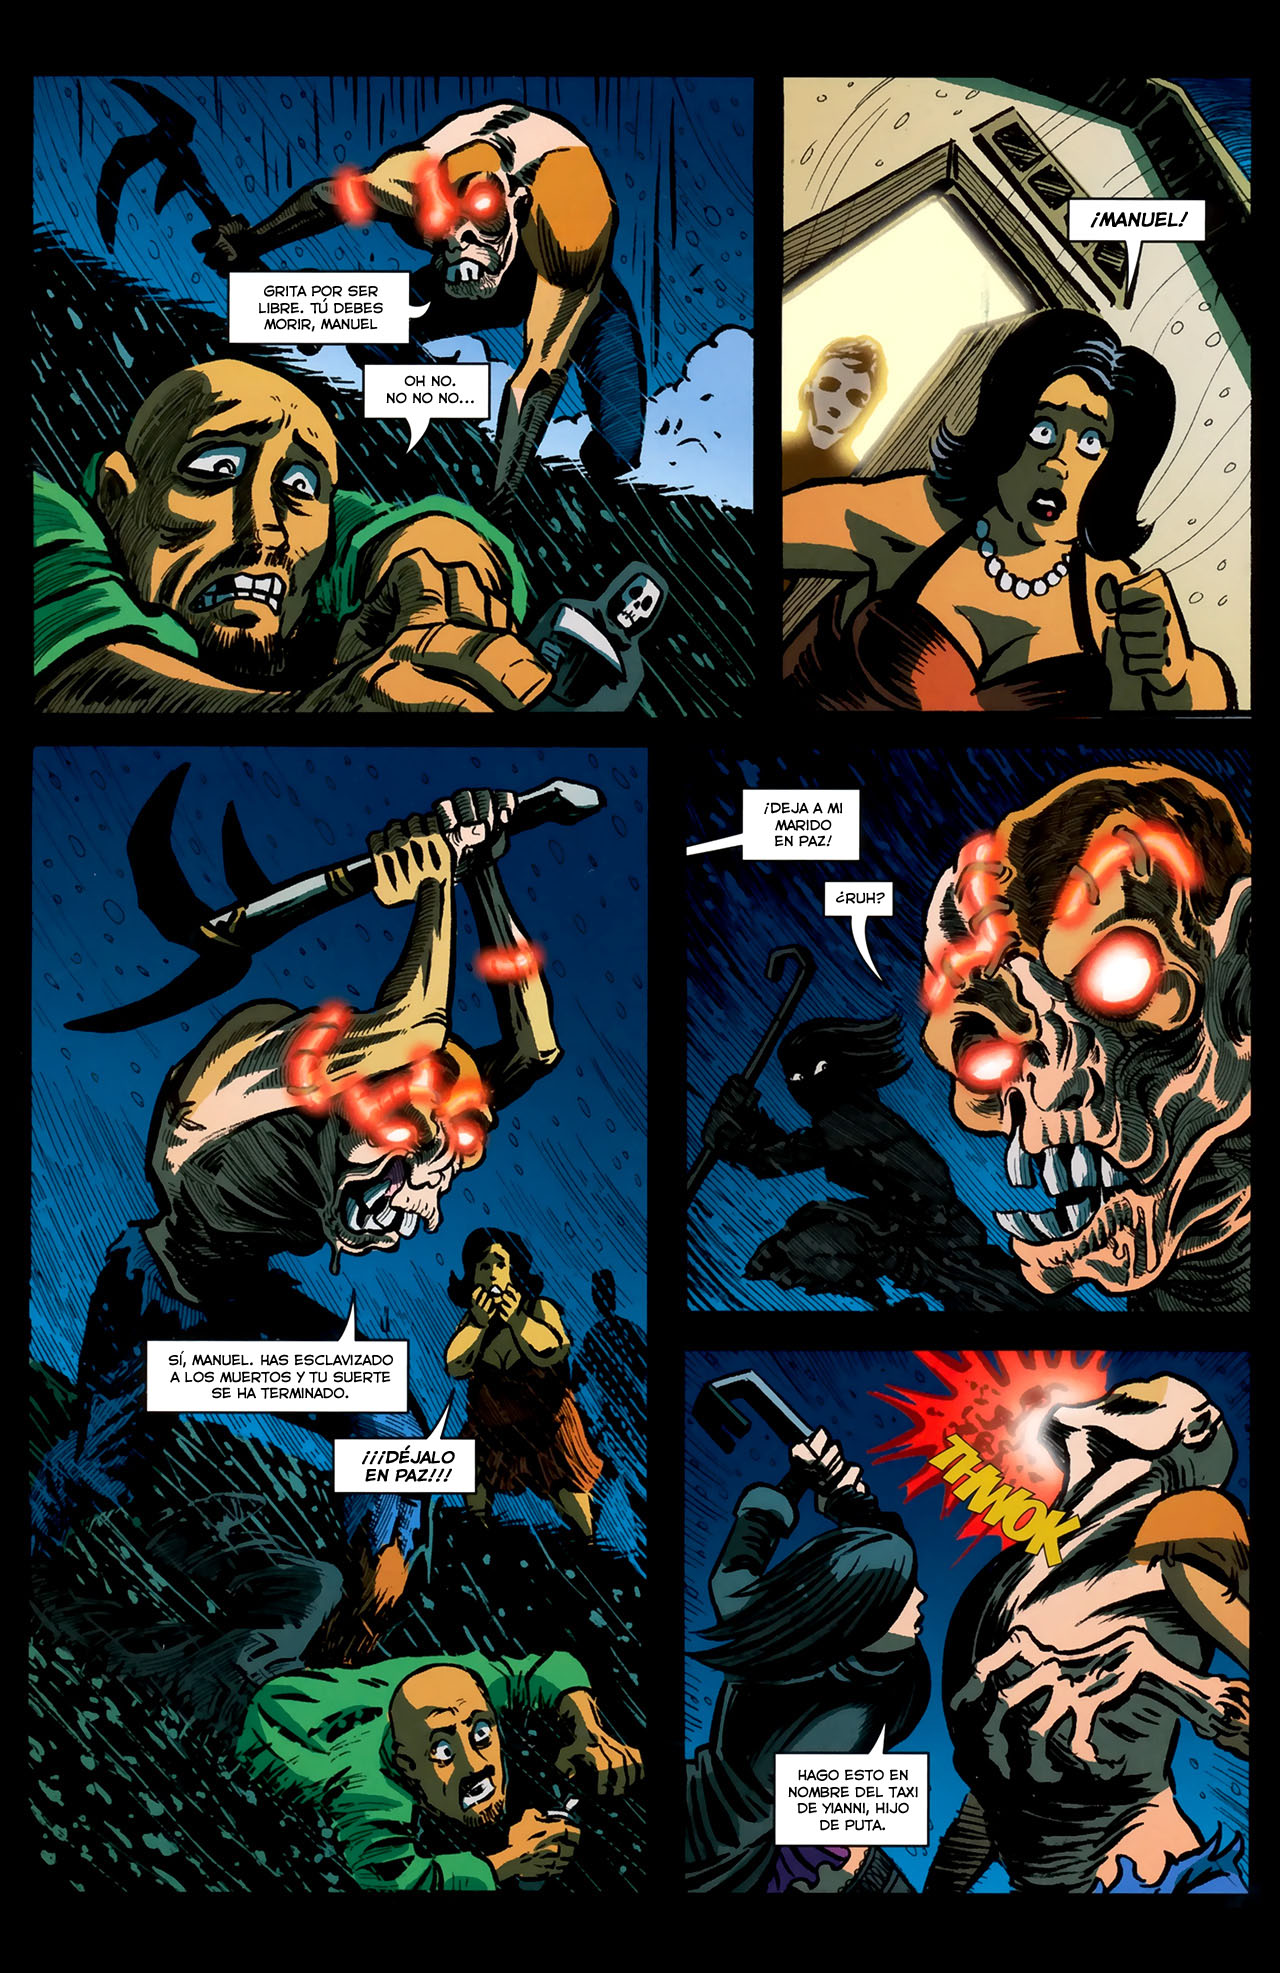 GRITA POR SER
LIBRE. TÚ DEBES
MORIR, MANUEL
OH NO.
NO NO NO...
¡MANUEL!
SÍ, MANUEL. HAS ESCLAVIZADO
A LOS MUERTOS Y TU SUERTE
SE HA TERMINADO.
¡¡¡DÉJALO
EN PAZ!!!
¡DEJA A MI
MARIDO
EN PAZ!
¿RUH?
THWOK
HAGO ESTO EN
NOMBRE DEL TAXI
DE YIANNI, HIJO
DE PUTA.